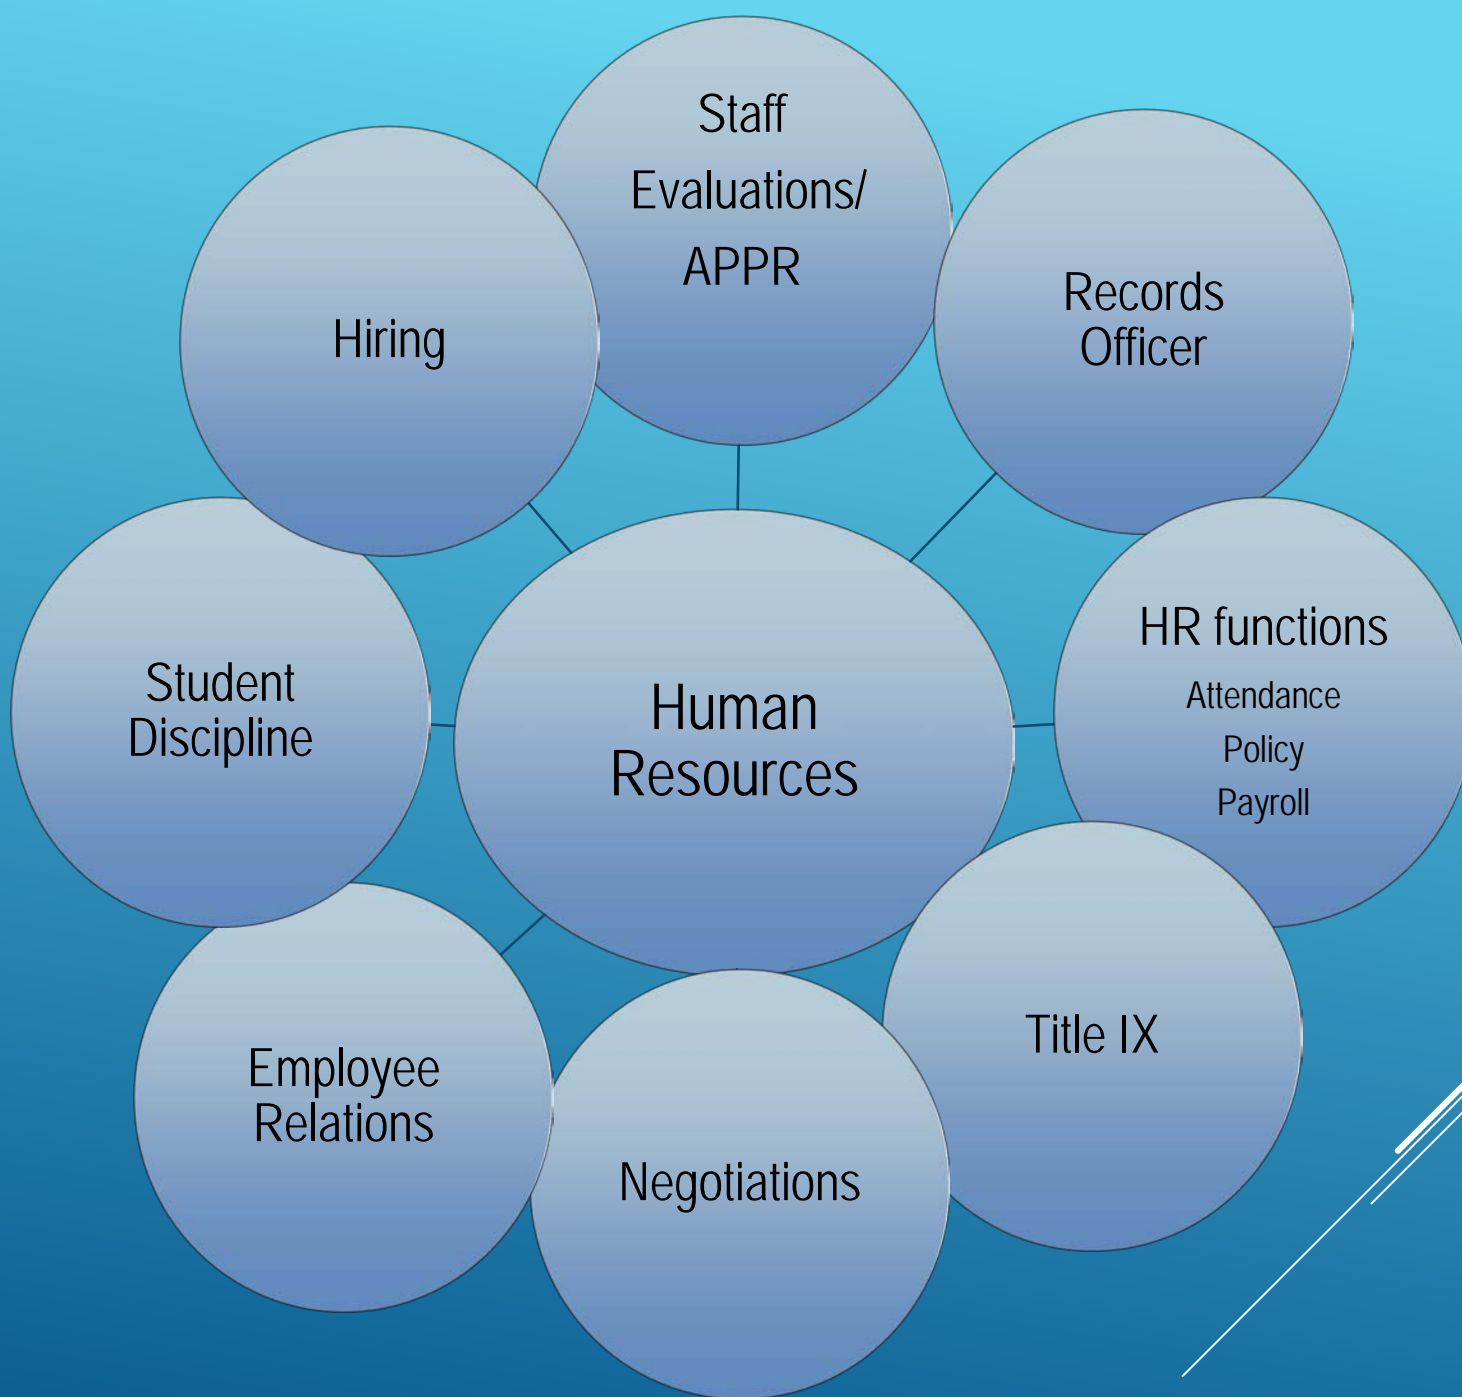 Staff
Evaluations/
APPR
Records
Officer
HR functions
Attendance
Policy
Payroll
Title IX
Negotiations
Employee
Relations
Student
Discipline
Hiring
Human
Resources